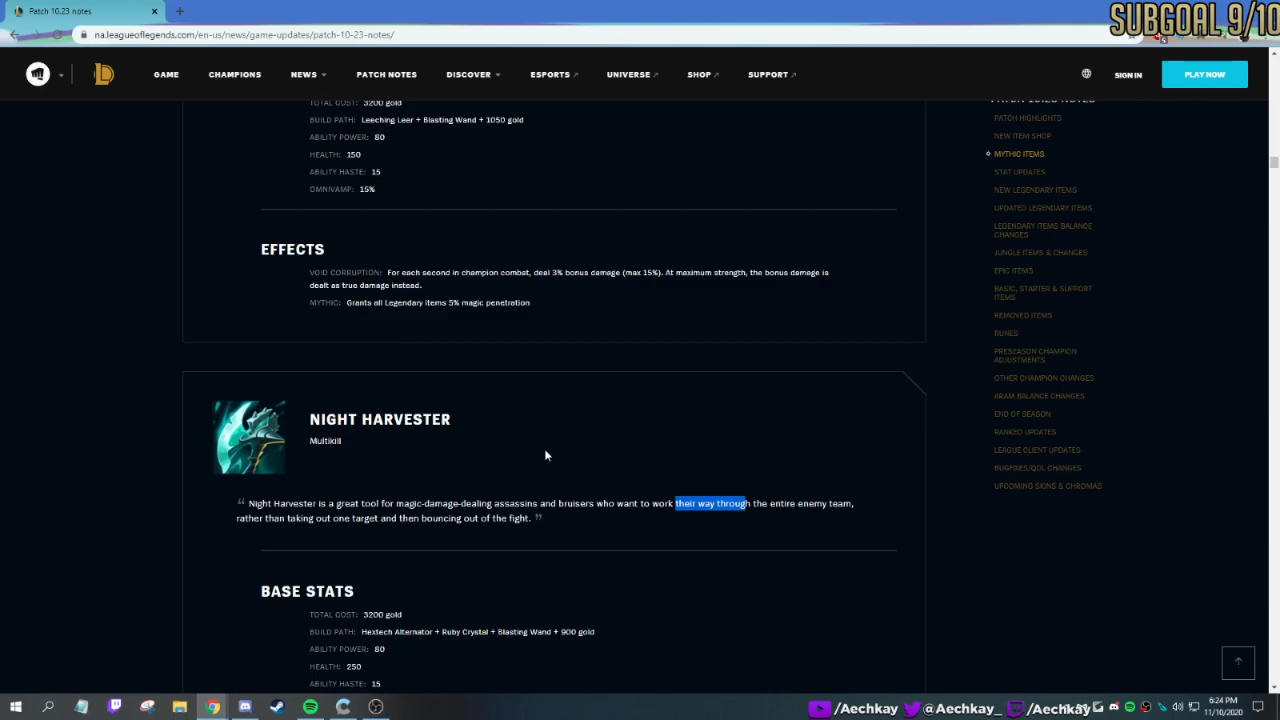 Patch 10.23 notes
SUBGOAL 9/10
na.leagueoflegends.com/en-us/news/game-updates/patch-10-23-notes/
GAME CHAMPIONS NEWS PATCH NOTES DISCOVER ESPORTS UNIVERSE SHOP SUPPORT SIGN IN PLAY NOW
TOTAL COST: 3200 gold
BUILD PATH: Leeching Leer + Blasting Wand + 1050 gold
ABILITY POWER: 80
HEALTH: 150
ABILITY HASTE: 15
OMNIVAMP: 15%
EFFECTS
VOID CORRUPTION: For each second in champion combat, deal 3% bonus damage (max 15%). At maximum strength, the bonus damage is
dealt as true damage instead.
MYTHIC: Grants all Legendary items 5% magic penetration
NIGHT HARVESTER
Multikill
“ Night Harvester is a great tool for magic-damage-dealing assassins and bruisers who want to work their way through the entire enemy team,
rather than taking out one target and then bouncing out of the fight. ”
BASE STATS
TOTAL COST: 3200 gold
BUILD PATH: Hextech Alternator + Ruby Crystal + Blasting Wand + 900 gold
ABILITY POWER: 80
HEALTH: 250
ABILITY HASTE: 15
PATCH 10.23 NOTES
PATCH HIGHLIGHTS
NEW ITEM SHOP
MYTHIC ITEMS
STAT UPDATES
NEW LEGENDARY ITEMS
UPDATED LEGENDARY ITEMS
LEGENDARY ITEMS BALANCE
CHANGES
JUNGLE ITEMS & CHANGES
EPIC ITEMS
BASIC, STARTER & SUPPORT
ITEMS
REMOVED ITEMS
RUNES
PRESEASON CHAMPION
ADJUSTMENTS
OTHER CHAMPION CHANGES
ARAM BALANCE CHANGES
END OF SEASON
RANKED UPDATES
LEAGUE CLIENT UPDATES
BUGFIXES/QOL CHANGES
UPCOMING SKINS & CHROMAS
/Aechkay @Aechkay_ /Aechkay
6:24 PM
11/10/2020